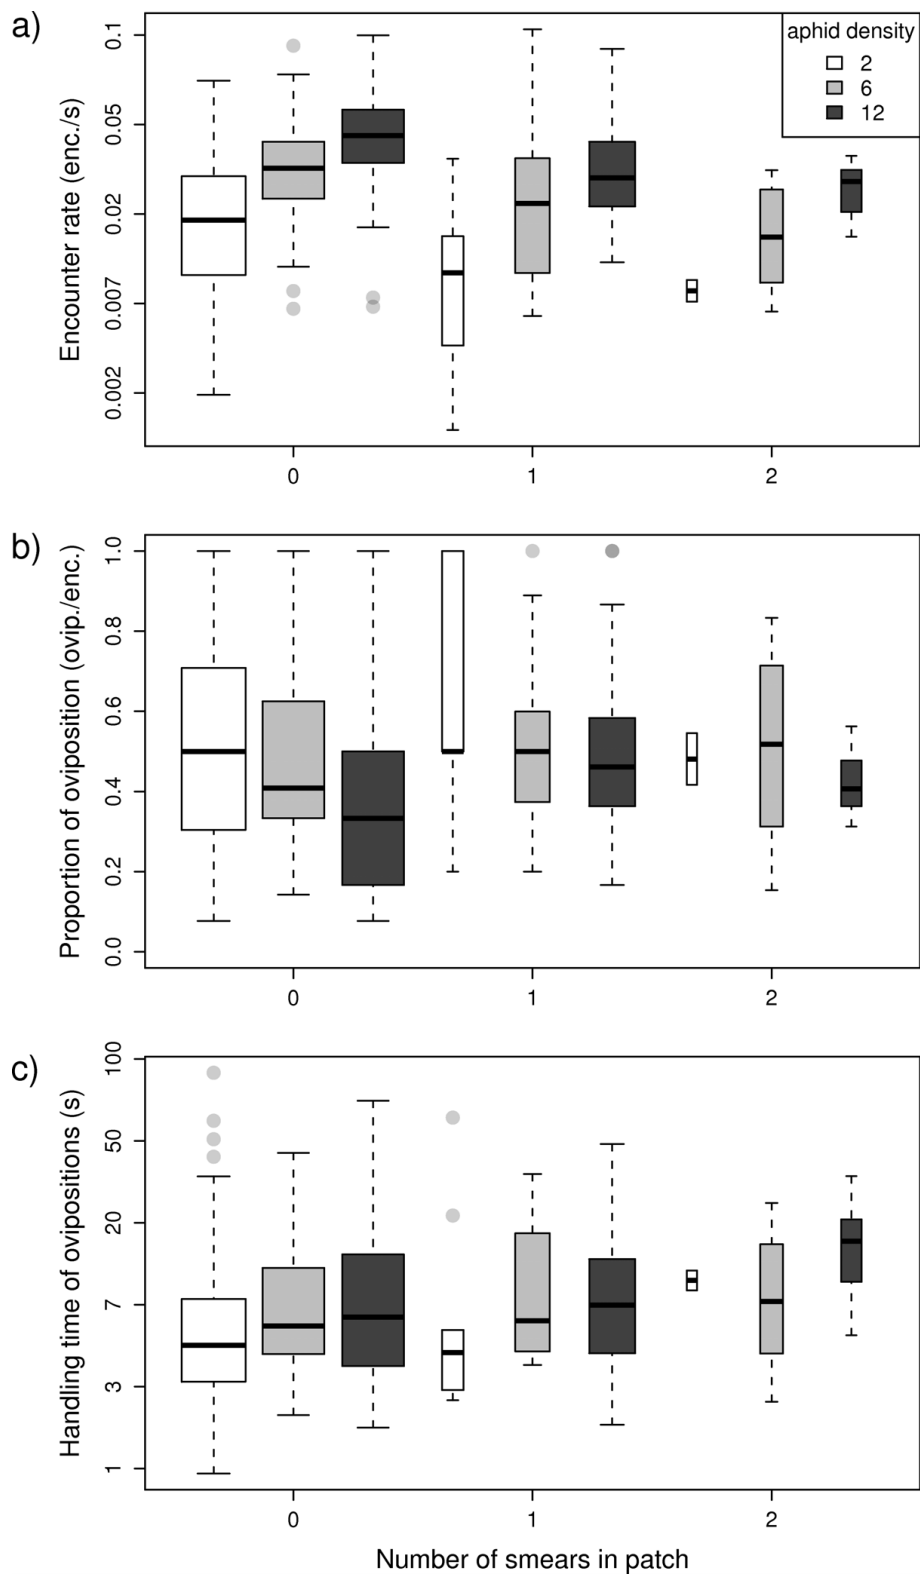 a)
Encounter rate (enc./s)
0.1
0.05
0.02
0.007
0.002
aphid density
2
6
12
0 1 2
b)
Proportion of oviposition (ovip./enc.)
1.0
0.8
0.6
0.4
0.2
0.0
0 1 2
c)
Handling time of ovipositions (s)
100
50
20
7
3
1
0 1 2
Number of smears in patch